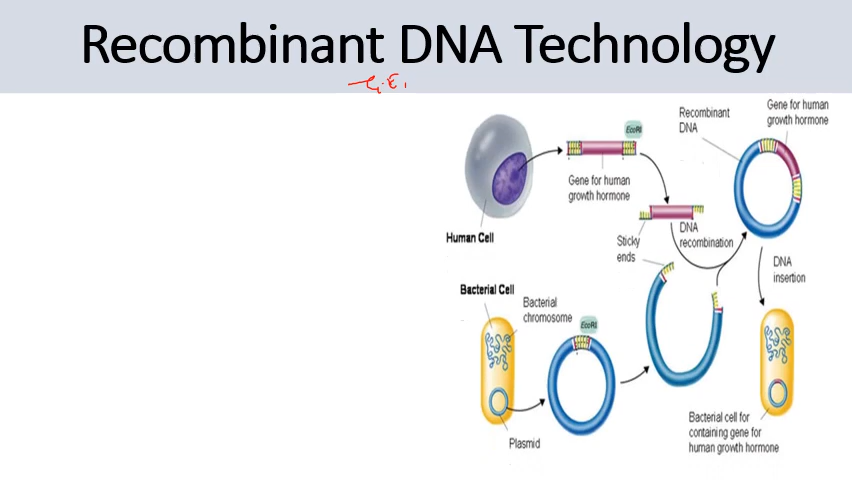 Recombinant DNA Technology
G.E.
EcoRI
Recombinant
DNA
Gene for human
growth hormone
Gene for human
growth hormone
Human Cell
Sticky
ends
DNA
recombination
DNA
insertion
Bacterial Cell
Bacterial
chromosome
EcoRI
Plasmid
Bacterial cell for
containing gene for
human growth hormone